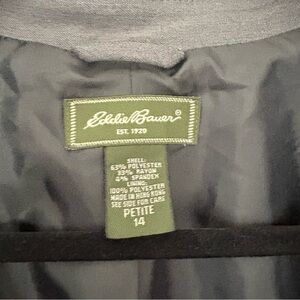 Eddie Bauer®
EST. 1920
SHELL:
63% POLYESTER
33% RAYON
4% SPANDEX
LINING:
100% POLYESTER
MADE IN HONG KONG
SEE SIDE FOR CARE
PETITE
14